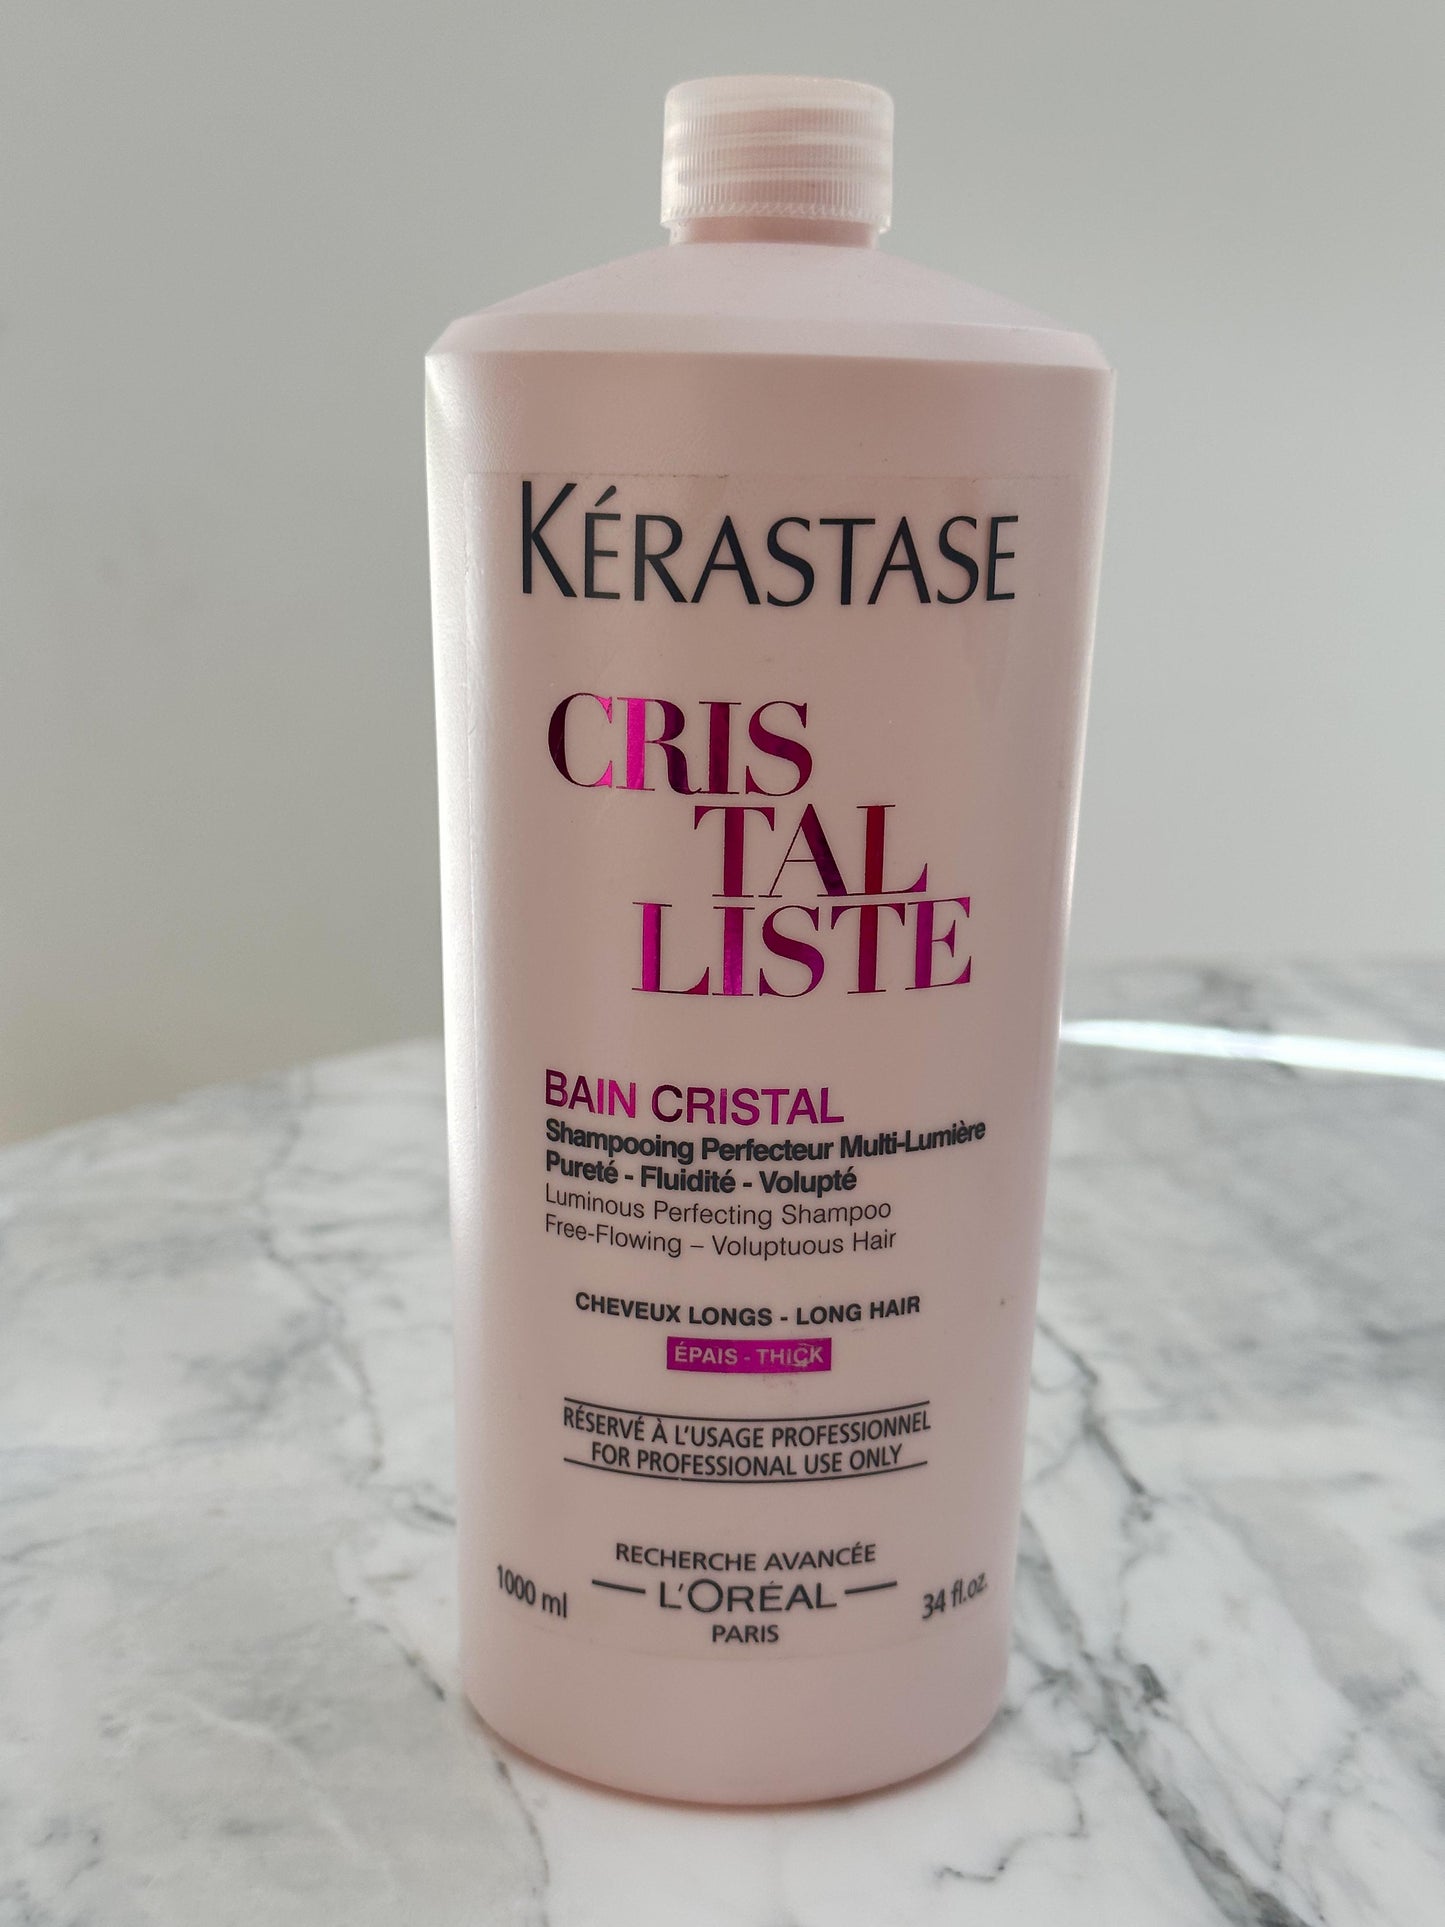 KÉRASTASE
CRIS
TAL
LISTE
BAIN CRISTAL
Shampooing Perfecteur Multi-Lumière
Pureté - Fluidité - Volupté
Luminous Perfecting Shampoo
Free-Flowing – Voluptuous Hair
CHEVEUX LONGS - LONG HAIR
ÉPAIS - THICK
RÉSERVÉ À L'USAGE PROFESSIONNEL
FOR PROFESSIONAL USE ONLY
RECHERCHE AVANCÉE
1000 ml L'ORÉAL 34 fl.oz.
PARIS